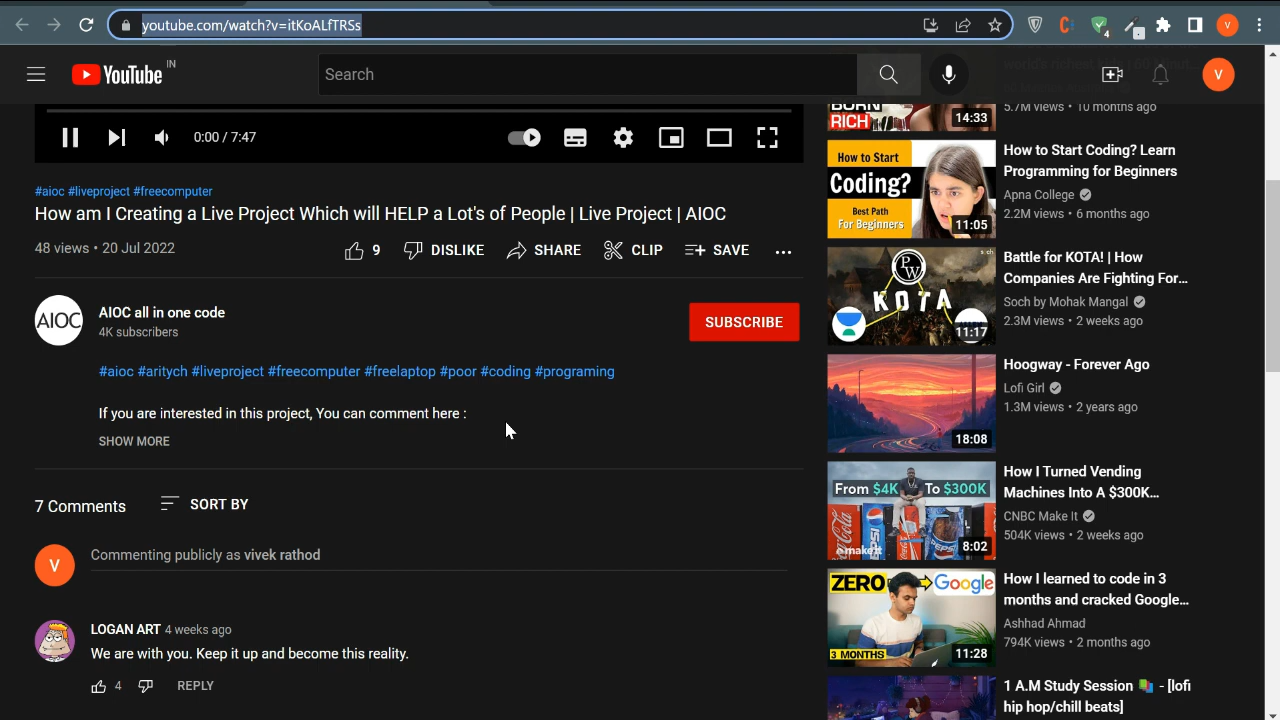 youtube.com/watch?v=itKoALfTRSs
4
V
YouTube IN
Search
V
0:00 / 7:47
#aioc #liveproject #freecomputer
How am I Creating a Live Project Which will HELP a Lot's of People | Live Project | AIOC
48 views • 20 Jul 2022
9
DISLIKE
SHARE
CLIP
SAVE
AIOC
AIOC all in one code
4K subscribers
SUBSCRIBE
#aioc #aritych #liveproject #freecomputer #freelaptop #poor #coding #programing
If you are interested in this project, You can comment here :
SHOW MORE
7 Comments
SORT BY
V
Commenting publicly as vivek rathod
LOGAN ART 4 weeks ago
We are with you. Keep it up and become this reality.
4
REPLY
BORN
RICH
14:33
5.7M views • 10 months ago
How to Start
Coding?
Best Path
For Beginners
11:05
How to Start Coding? Learn
Programming for Beginners
Apna College
2.2M views • 6 months ago
PW
KOTA
11:17
Battle for KOTA! | How
Companies Are Fighting For...
Soch by Mohak Mangal
2.3M views • 2 weeks ago
18:08
Hoogway - Forever Ago
Lofi Girl
1.3M views • 2 years ago
From $4K To $300K
Coca-Cola
pepsi
make it
8:02
How I Turned Vending
Machines Into A $300K...
CNBC Make It
504K views • 2 weeks ago
ZERO
Google
3 MONTHS
11:28
How I learned to code in 3
months and cracked Google...
Ashhad Ahmad
794K views • 2 months ago
1 A.M Study Session 📚 - [lofi
hip hop/chill beats]